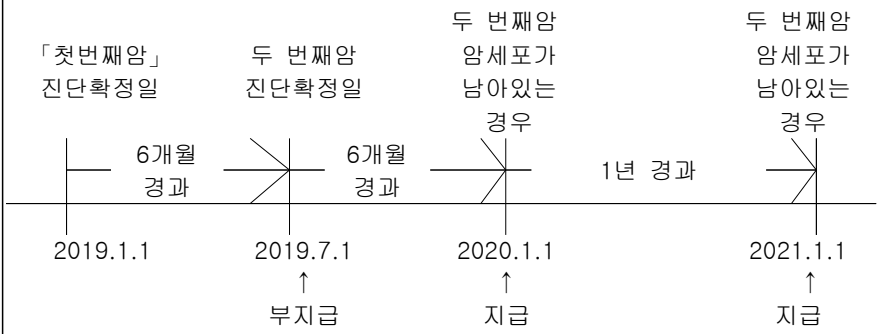 「첫번째암」
진단확정일
두 번째암
진단확정일
두 번째암
암세포가
남아있는
경우
두 번째암
암세포가
남아있는
경우
6개월
경과
6개월
경과
1년 경과
2019.1.1
2019.7.1
2020.1.1
2021.1.1
↑
↑
↑
부지급
지급
지급